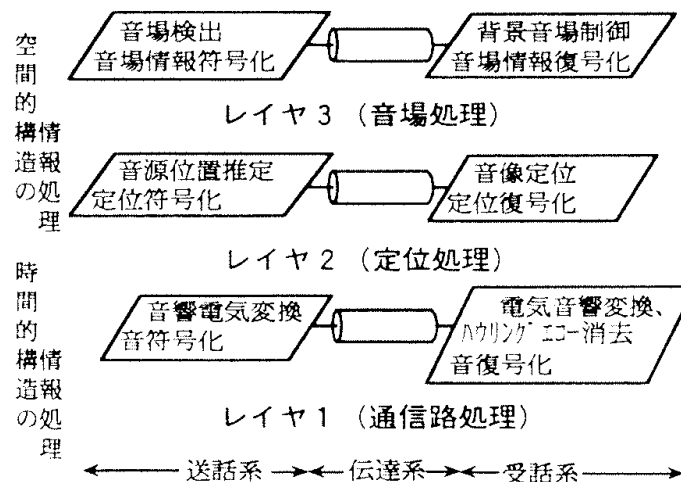 空間的構造の
情報の処理
音場検出
音場情報符号化
背景音場制御
音場情報復号化
レイヤ3（音場処理）
音源位置推定
定位符号化
音像定位
定位復号化
レイヤ2（定位処理）
時間的構造の
情報の処理
音響電気変換
音符号化
電気音響変換、
ﾊｳﾘﾝｸﾞｴｺｰ消去
音復号化
レイヤ1（通信路処理）
送話系
伝達系
受話系